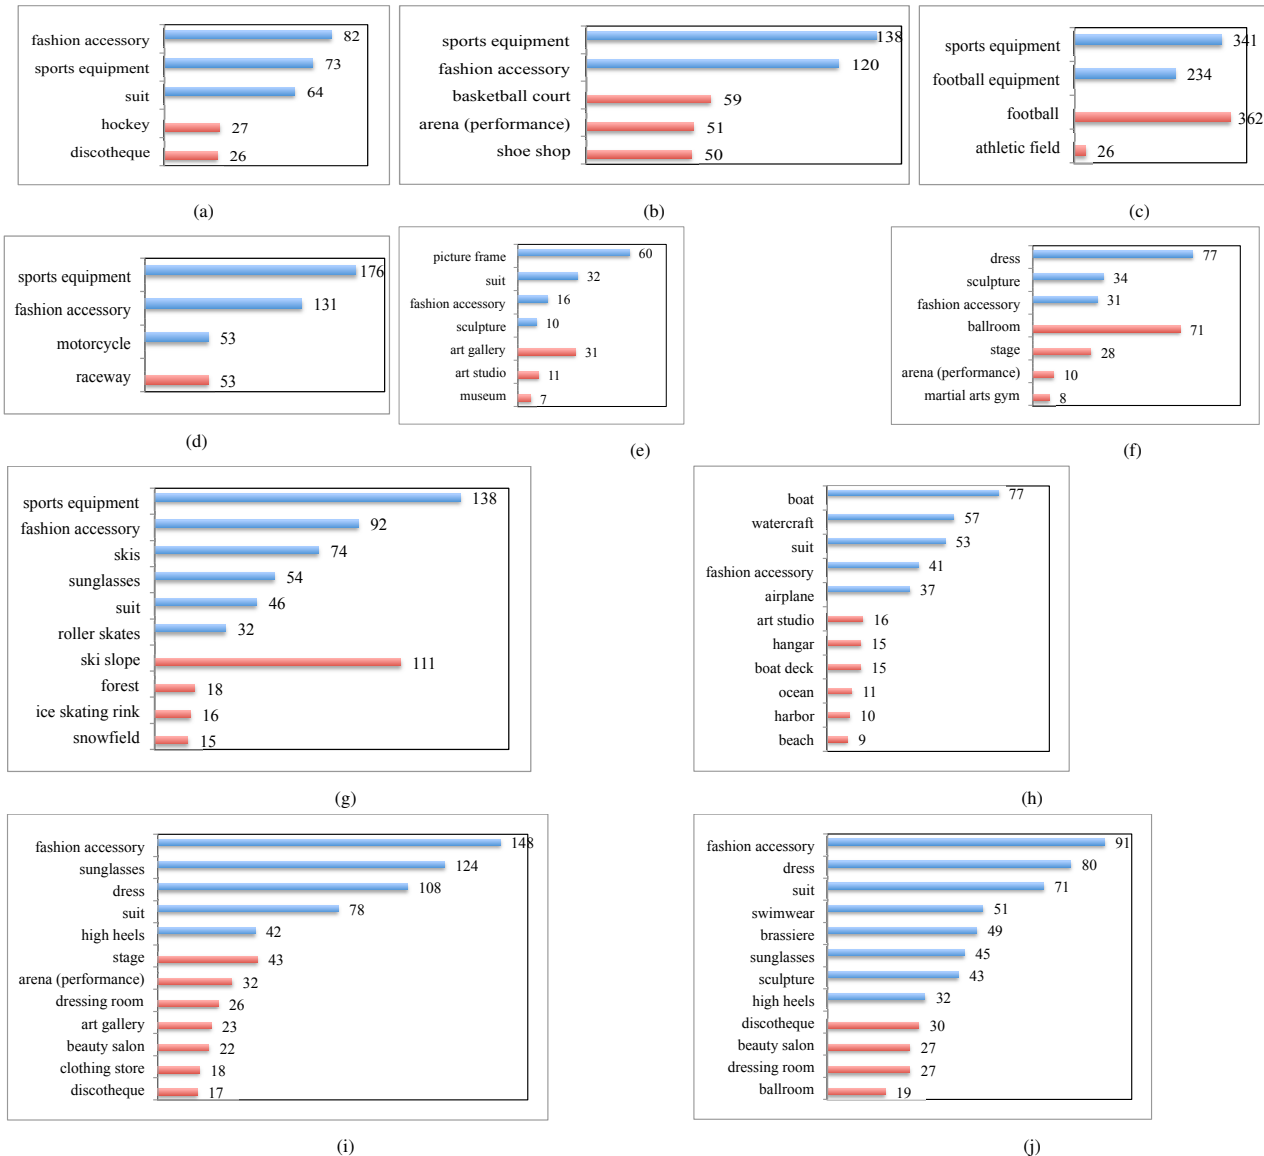 fashion accessory 82
sports equipment 73
suit 64
hockey 27
discotheque 26
(a)
sports equipment 138
fashion accessory 120
basketball court 59
arena (performance) 51
shoe shop 50
(b)
sports equipment 341
football equipment 234
football 362
athletic field 26
(c)
sports equipment 176
fashion accessory 131
motorcycle 53
raceway 53
(d)
picture frame 60
suit 32
fashion accessory 16
sculpture 10
art gallery 31
art studio 11
museum 7
(e)
dress 77
sculpture 34
fashion accessory 31
ballroom 71
stage 28
arena (performance) 10
martial arts gym 8
(f)
sports equipment 138
fashion accessory 92
skis 74
sunglasses 54
suit 46
roller skates 32
ski slope 111
forest 18
ice skating rink 16
snowfield 15
(g)
boat 77
watercraft 57
suit 53
fashion accessory 41
airplane 37
art studio 16
hangar 15
boat deck 15
ocean 11
harbor 10
beach 9
(h)
fashion accessory 148
sunglasses 124
dress 108
suit 78
high heels 42
stage 43
arena (performance) 32
dressing room 26
art gallery 23
beauty salon 22
clothing store 18
discotheque 17
(i)
fashion accessory 91
dress 80
suit 71
swimwear 51
brassiere 49
sunglasses 45
sculpture 43
high heels 32
discotheque 30
beauty salon 27
dressing room 27
ballroom 19
(j)